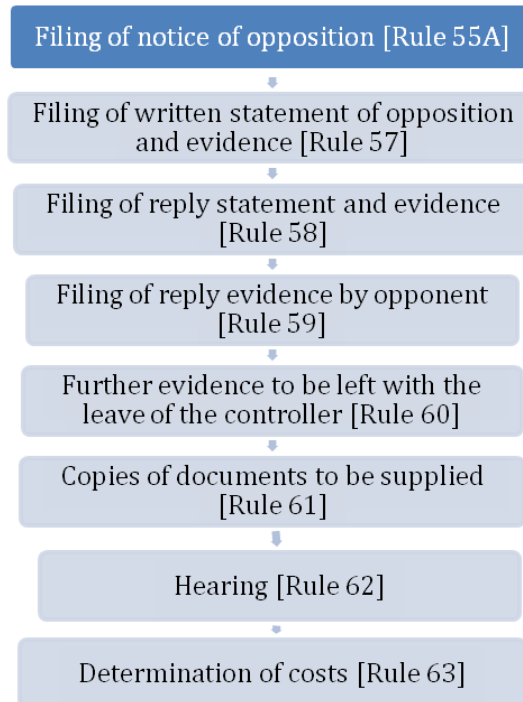 Filing of notice of opposition [Rule 55A]
Filing of written statement of opposition
and evidence [Rule 57]
Filing of reply statement and evidence
[Rule 58]
Filing of reply evidence by opponent
[Rule 59]
Further evidence to be left with the
leave of the controller [Rule 60]
Copies of documents to be supplied
[Rule 61]
Hearing [Rule 62]
Determination of costs [Rule 63]